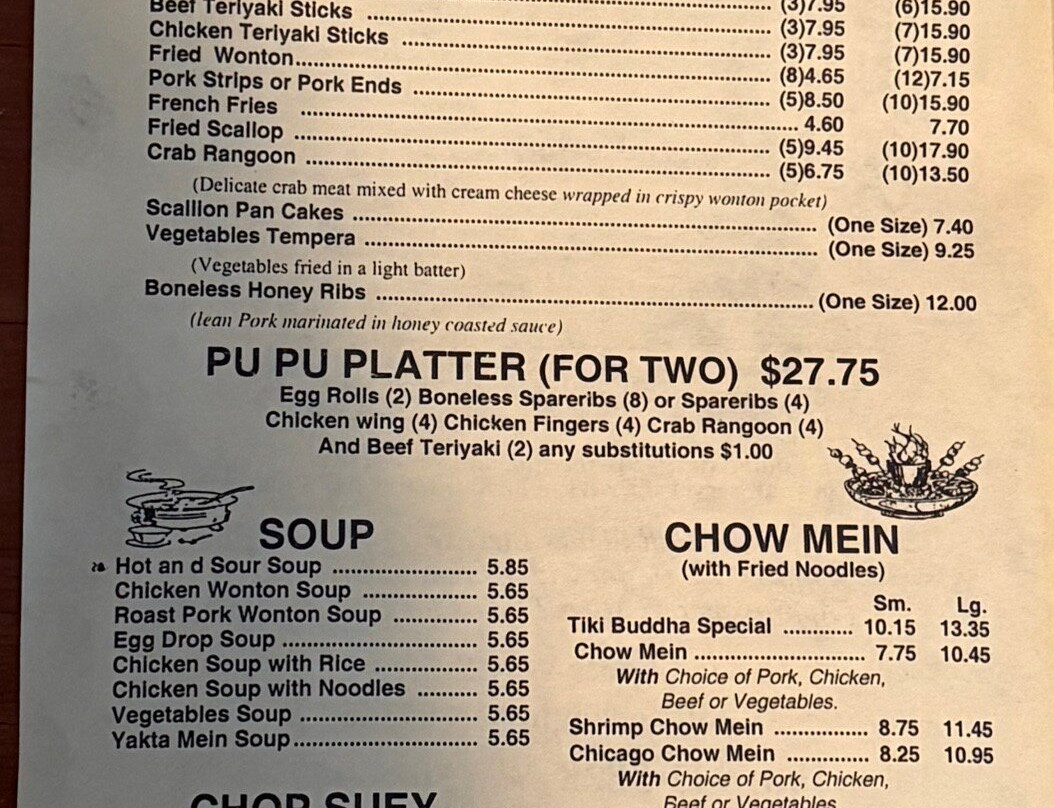 (3)7.95 (6)15.90
Beef Teriyaki Sticks ........ (3)7.95 (7)15.90
Chicken Teriyaki Sticks ........ (3)7.95 (7)15.90
Fried Wonton........ (8)4.65 (12)7.15
Pork Strips or Pork Ends ........ (5)8.50 (10)15.90
French Fries ........ 4.60 7.70
Fried Scallop ........ (5)9.45 (10)17.90
Crab Rangoon ........ (5)6.75 (10)13.50
(Delicate crab meat mixed with cream cheese wrapped in crispy wonton pocket)
Scallion Pan Cakes ........ (One Size) 7.40
Vegetables Tempera ........ (One Size) 9.25
(Vegetables fried in a light batter)
Boneless Honey Ribs ........ (One Size) 12.00
(lean Pork marinated in honey coasted sauce)
PU PU PLATTER (FOR TWO) $27.75
Egg Rolls (2) Boneless Spareribs (8) or Spareribs (4)
Chicken wing (4) Chicken Fingers (4) Crab Rangoon (4)
And Beef Teriyaki (2) any substitutions $1.00
SOUP
Hot an d Sour Soup ........ 5.85
Chicken Wonton Soup ........ 5.65
Roast Pork Wonton Soup ........ 5.65
Egg Drop Soup ........ 5.65
Chicken Soup with Rice ........ 5.65
Chicken Soup with Noodles ........ 5.65
Vegetables Soup ........ 5.65
Yakta Mein Soup........ 5.65
CHOP SUEY
CHOW MEIN
(with Fried Noodles)
Sm. Lg.
Tiki Buddha Special ........ 10.15 13.35
Chow Mein ........ 7.75 10.45
With Choice of Pork, Chicken,
Beef or Vegetables.
Shrimp Chow Mein ........ 8.75 11.45
Chicago Chow Mein ........ 8.25 10.95
With Choice of Pork, Chicken,
Beef or Vegetables